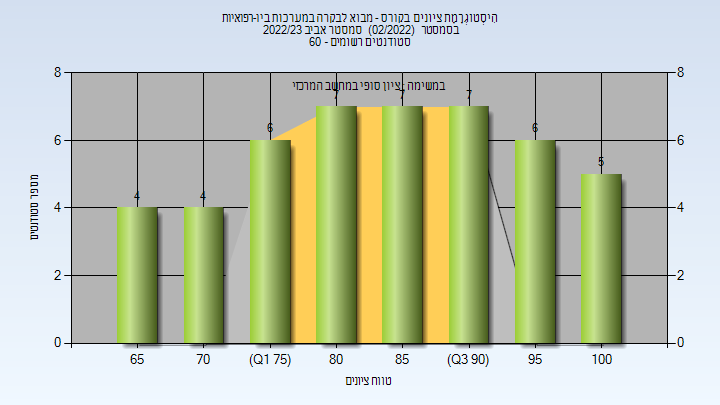 היסטוגרמת ציונים בקורס - מבוא לבקרה במערכות ביו-רפואיות
בסמסטר (02/2022) סמסטר אביב 2022/23
סטודנטים רשומים - 60
במשימה : ציון סופי במחשב המרכזי
מספר סטודנטים
8 8
6 6
4 4
2 2
0 0
4 4 6 7 7 7 6 5
65 70 (Q1 75) 80 85 (Q3 90) 95 100
טווח ציונים